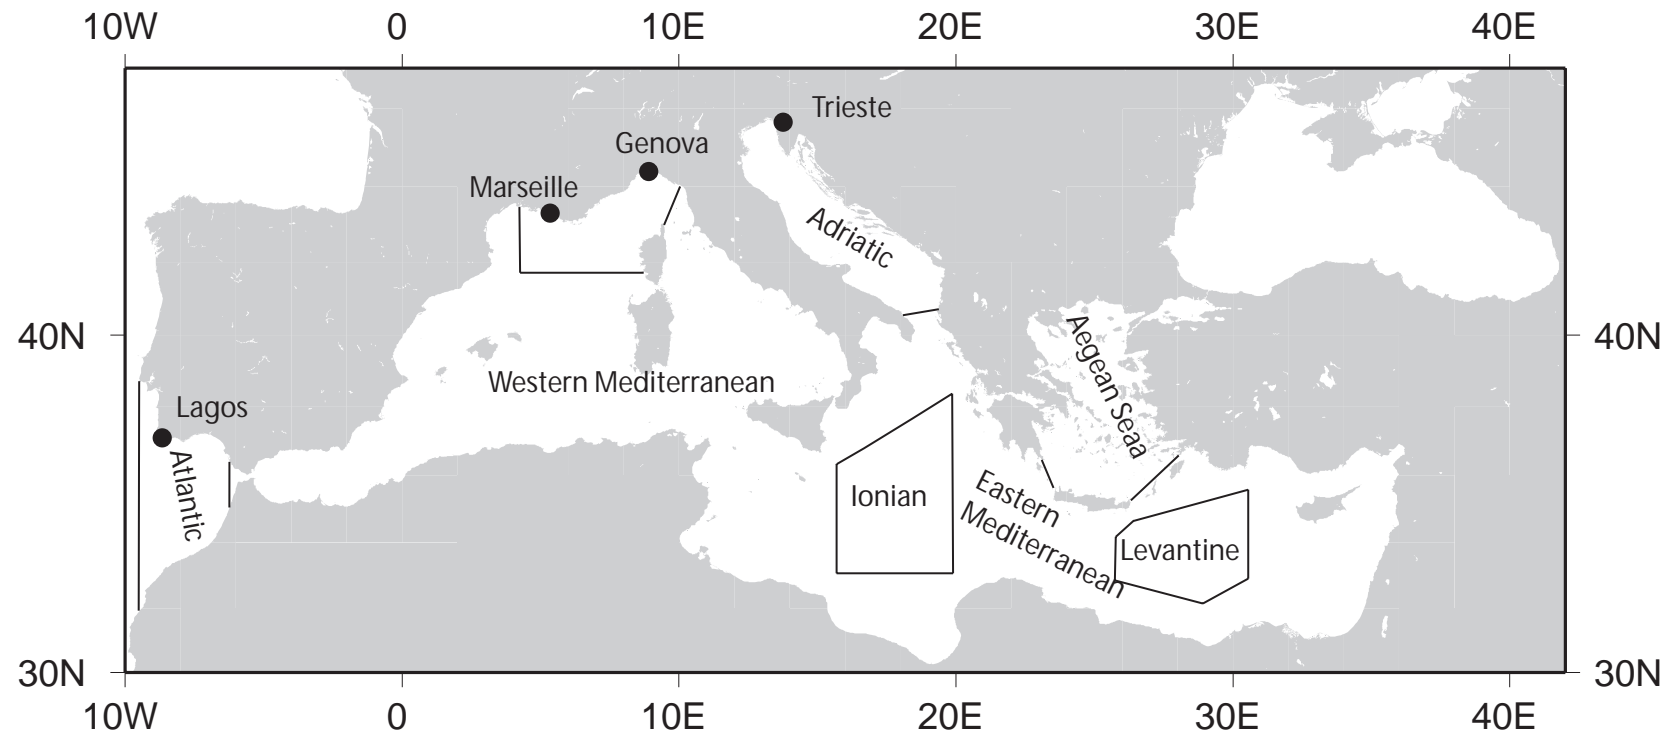 10W 0 10E 20E 30E 40E
Trieste
Genova
Marseille
Adriatic
40N 40N
Aegean Seaa
Western Mediterranean
Lagos
Atlantic
Ionian
Eastern
Mediterranean
Levantine
30N 30N
10W 0 10E 20E 30E 40E